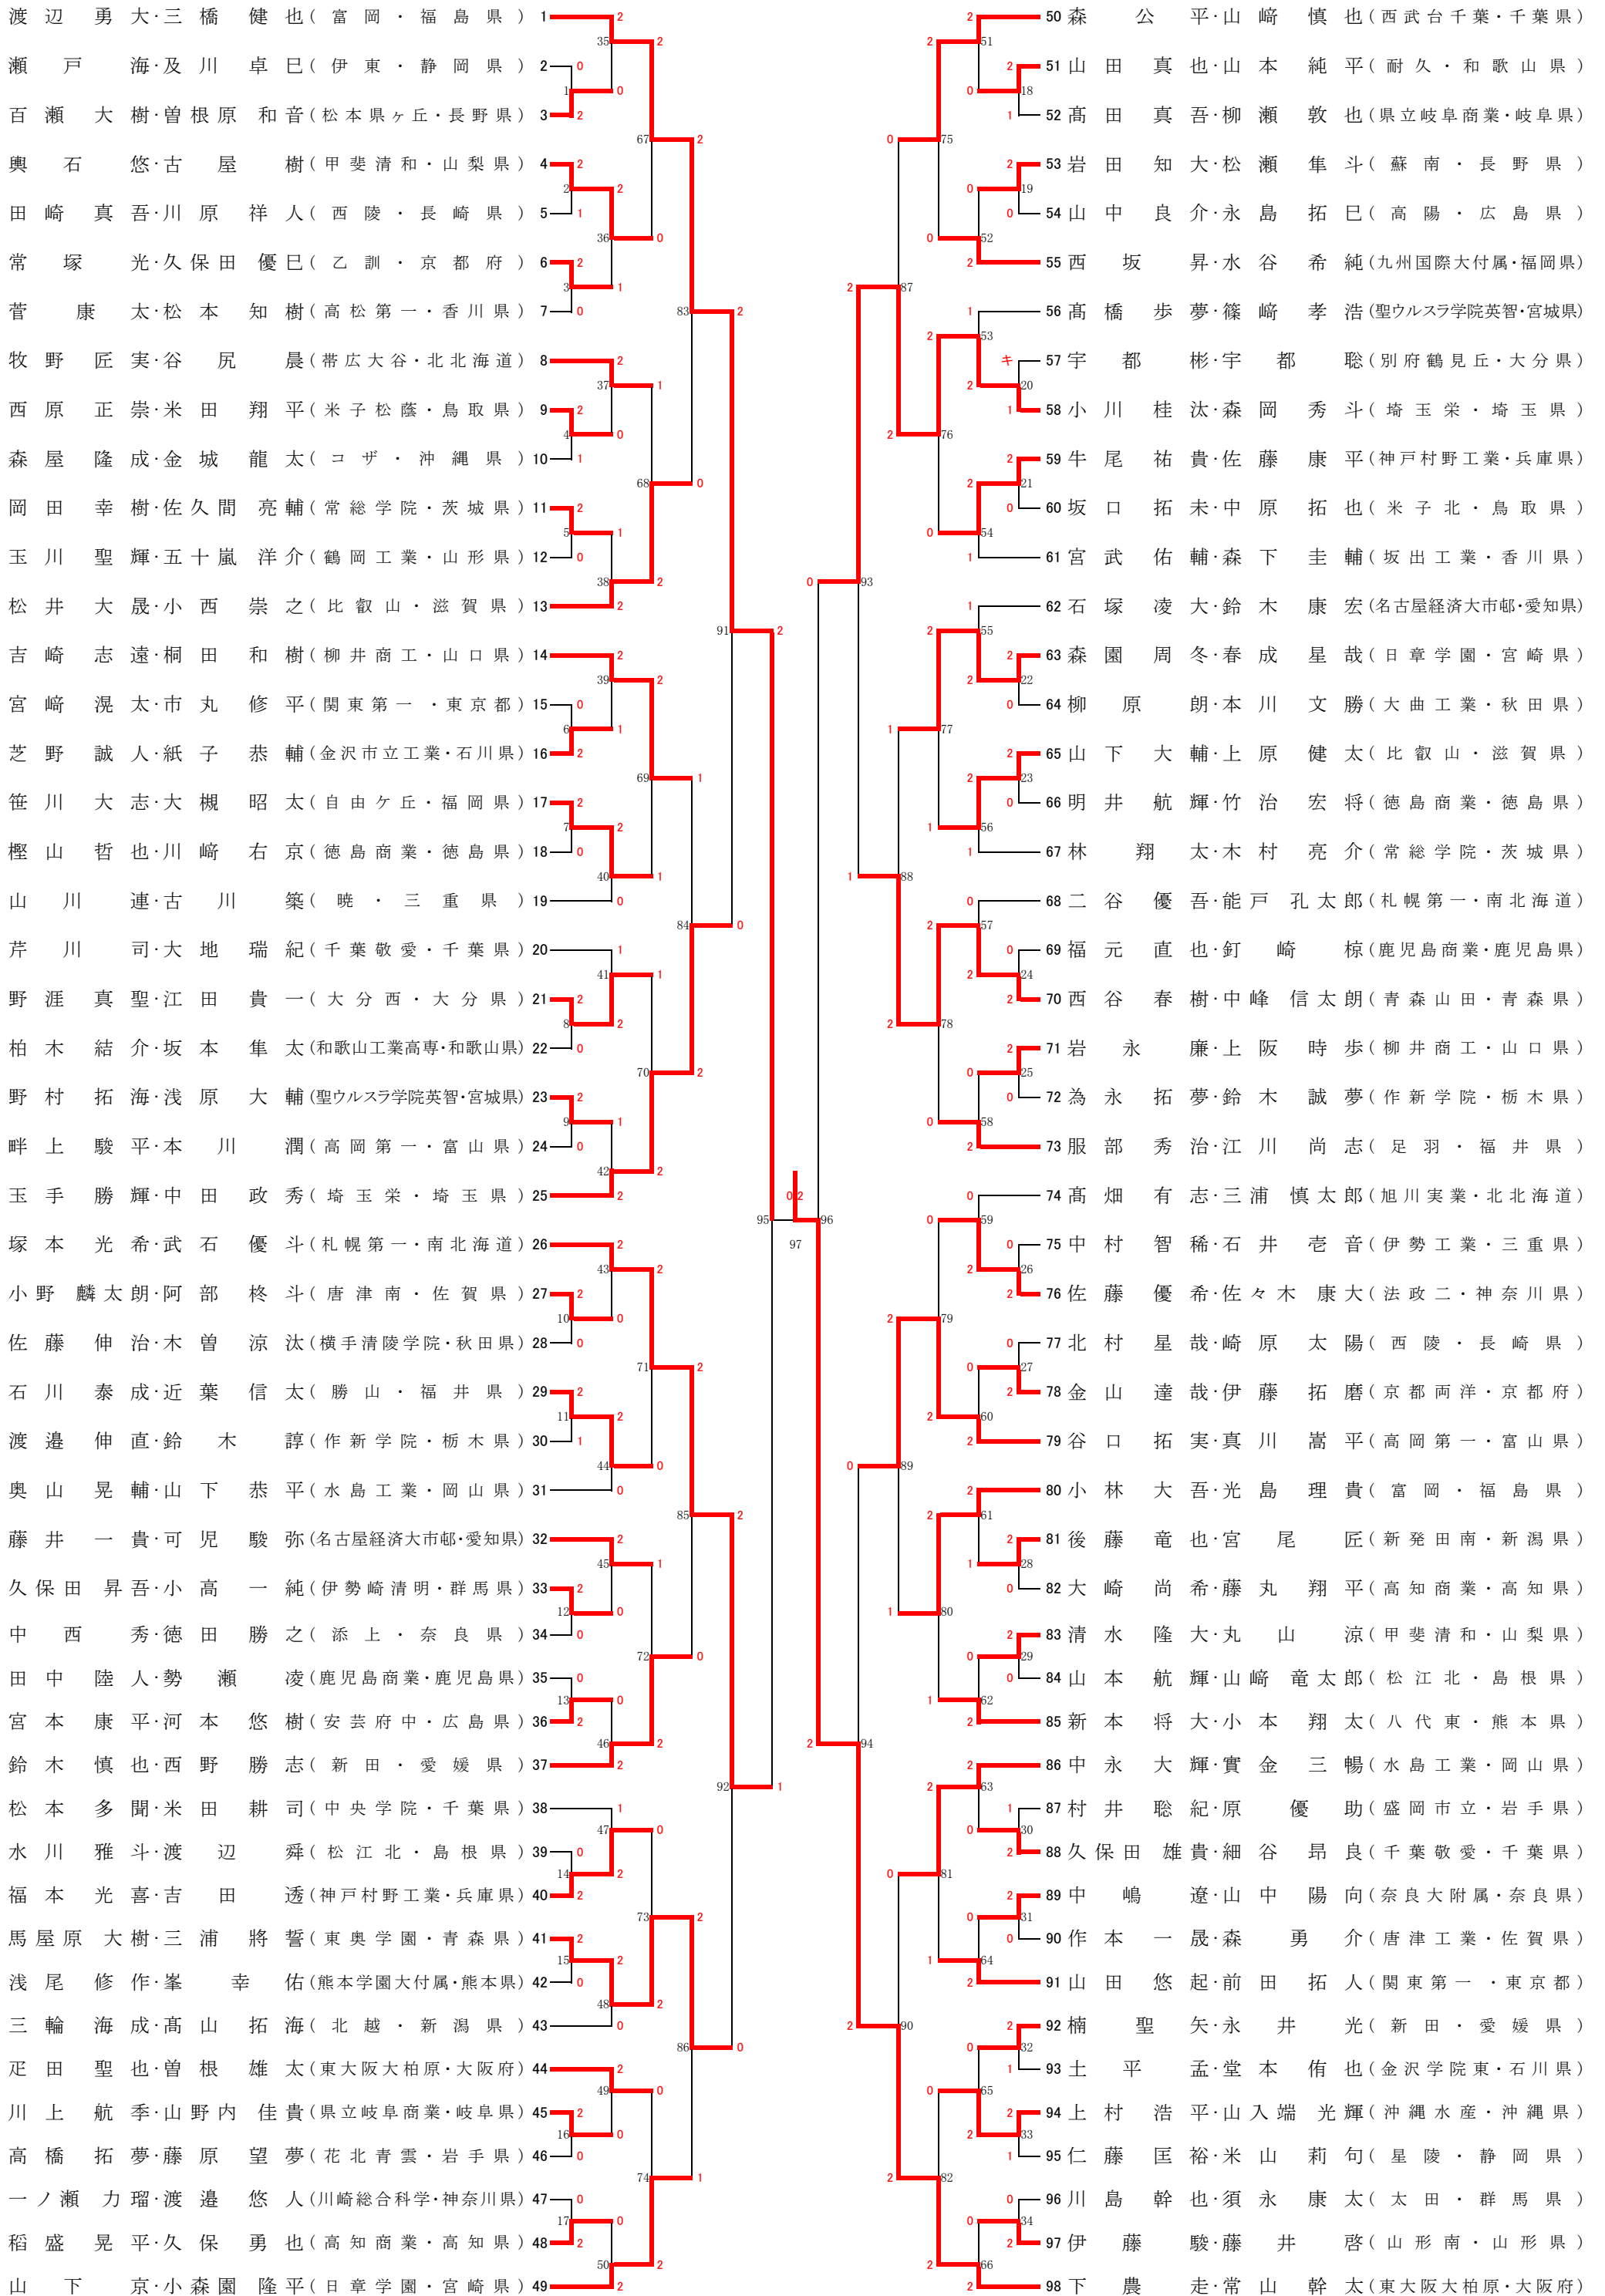 渡辺勇大・三橋健也(富岡・福島県) 1
瀬戸海・及川卓巳(伊東・静岡県) 2
百瀬大樹・曽根原和音(松本県ヶ丘・長野県) 3
輿石悠・古屋樹(甲斐清和・山梨県) 4
田崎真吾・川原祥人(西陵・長崎県) 5
常塚光・久保田優巳(乙訓・京都府) 6
菅康太・松本知樹(高松第一・香川県) 7
牧野匠実・谷尻晨(帯広大谷・北北海道) 8
西原正崇・米田翔平(米子松蔭・鳥取県) 9
森屋隆成・金城龍太(コザ・沖縄県) 10
岡田幸樹・佐久間亮輔(常総学院・茨城県) 11
玉川聖輝・五十嵐洋介(鶴岡工業・山形県) 12
松井大晟・小西崇之(比叡山・滋賀県) 13
吉崎志遠・桐田和樹(柳井商工・山口県) 14
宮﨑滉太・市丸修平(関東第一・東京都) 15
芝野誠人・紙子恭輔(金沢市立工業・石川県) 16
笹川大志・大槻昭太(自由ケ丘・福岡県) 17
樫山哲也・川﨑右京(徳島商業・徳島県) 18
山川連・古川築(暁・三重県) 19
芹川司・大地瑞紀(千葉敬愛・千葉県) 20
野涯真聖・江田貴一(大分西・大分県) 21
柏木結介・坂本隼太(和歌山工業高専・和歌山県) 22
野村拓海・浅原大輔(聖ウルスラ学院英智・宮城県) 23
畔上駿平・本川潤(高岡第一・富山県) 24
玉手勝輝・中田政秀(埼玉栄・埼玉県) 25
塚本光希・武石優斗(札幌第一・南北海道) 26
小野麟太朗・阿部柊斗(唐津南・佐賀県) 27
佐藤伸治・木曽涼汰(横手清陵学院・秋田県) 28
石川泰成・近葉信太(勝山・福井県) 29
渡邉伸直・鈴木諄(作新学院・栃木県) 30
奥山晃輔・山下恭平(水島工業・岡山県) 31
藤井一貴・可児駿弥(名古屋経済大市邨・愛知県) 32
久保田昇吾・小高一純(伊勢崎清明・群馬県) 33
中西秀・徳田勝之(添上・奈良県) 34
田中陸人・勢瀬凌(鹿児島商業・鹿児島県) 35
宮本康平・河本悠樹(安芸府中・広島県) 36
鈴木慎也・西野勝志(新田・愛媛県) 37
松本多聞・米田耕司(中央学院・千葉県) 38
水川雅斗・渡辺舜(松江北・島根県) 39
福本光喜・吉田透(神戸村野工業・兵庫県) 40
馬屋原大樹・三浦將誓(東奥学園・青森県) 41
浅尾修作・峯幸佑(熊本学園大付属・熊本県) 42
三輪海成・髙山拓海(北越・新潟県) 43
疋田聖也・曽根雄太(東大阪大柏原・大阪府) 44
川上航季・山野内佳貴(県立岐阜商業・岐阜県) 45
高橋拓夢・藤原望夢(花北青雲・岩手県) 46
一ノ瀬力瑠・渡邉悠人(川崎総合科学・神奈川県) 47
稲盛晃平・久保勇也(高知商業・高知県) 48
山下京・小森園隆平(日章学園・宮崎県) 49
50 森公平・山﨑慎也(西武台千葉・千葉県)
51 山田真也・山本純平(耐久・和歌山県)
52 髙田真吾・柳瀬敦也(県立岐阜商業・岐阜県)
53 岩田知大・松瀬隼斗(蘇南・長野県)
54 山中良介・永島拓巳(高陽・広島県)
55 西坂昇・水谷希純(九州国際大付属・福岡県)
56 髙橋歩夢・篠﨑孝浩(聖ウルスラ学院英智・宮城県)
57 宇都彬・宇都聡(別府鶴見丘・大分県)
58 小川桂汰・森岡秀斗(埼玉栄・埼玉県)
59 牛尾祐貴・佐藤康平(神戸村野工業・兵庫県)
60 坂口拓未・中原拓也(米子北・鳥取県)
61 宮武佑輔・森下圭輔(坂出工業・香川県)
62 石塚凌大・鈴木康宏(名古屋経済大市邨・愛知県)
63 森園周冬・春成星哉(日章学園・宮崎県)
64 柳原朗・本川文勝(大曲工業・秋田県)
65 山下大輔・上原健太(比叡山・滋賀県)
66 明井航輝・竹治宏将(徳島商業・徳島県)
67 林翔太・木村亮介(常総学院・茨城県)
68 二谷優吾・能戸孔太郎(札幌第一・南北海道)
69 福元直也・釘崎椋(鹿児島商業・鹿児島県)
70 西谷春樹・中峰信太朗(青森山田・青森県)
71 岩永廉・上阪時歩(柳井商工・山口県)
72 為永拓夢・鈴木誠夢(作新学院・栃木県)
73 服部秀治・江川尚志(足羽・福井県)
74 髙畑有志・三浦慎太郎(旭川実業・北北海道)
75 中村智稀・石井壱音(伊勢工業・三重県)
76 佐藤優希・佐々木康大(法政二・神奈川県)
77 北村星哉・崎原太陽(西陵・長崎県)
78 金山達哉・伊藤拓磨(京都両洋・京都府)
79 谷口拓実・真川嵩平(高岡第一・富山県)
80 小林大吾・光島理貴(富岡・福島県)
81 後藤竜也・宮尾匠(新発田南・新潟県)
82 大崎尚希・藤丸翔平(高知商業・高知県)
83 清水隆大・丸山涼(甲斐清和・山梨県)
84 山本航輝・山﨑竜太郎(松江北・島根県)
85 新本将大・小本翔太(八代東・熊本県)
86 中永大輝・實金三暢(水島工業・岡山県)
87 村井聡紀・原優助(盛岡市立・岩手県)
88 久保田雄貴・細谷昂良(千葉敬愛・千葉県)
89 中嶋遼・山中陽向(奈良大附属・奈良県)
90 作本一晟・森勇介(唐津工業・佐賀県)
91 山田悠起・前田拓人(関東第一・東京都)
92 楠聖矢・永井光(新田・愛媛県)
93 土平孟・堂本侑也(金沢学院東・石川県)
94 上村浩平・山入端光輝(沖縄水産・沖縄県)
95 仁藤匡裕・米山莉句(星陵・静岡県)
96 川島幹也・須永康太(太田・群馬県)
97 伊藤駿・藤井啓(山形南・山形県)
98 下農走・常山幹太(東大阪大柏原・大阪府)